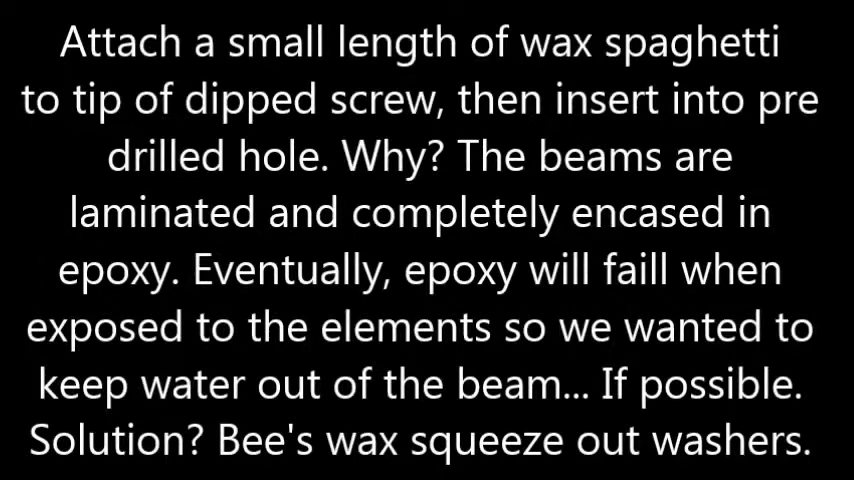 Attach a small length of wax spaghetti
to tip of dipped screw, then insert into pre
drilled hole. Why? The beams are
laminated and completely encased in
epoxy. Eventually, epoxy will faill when
exposed to the elements so we wanted to
keep water out of the beam... If possible.
Solution? Bee's wax squeeze out washers.